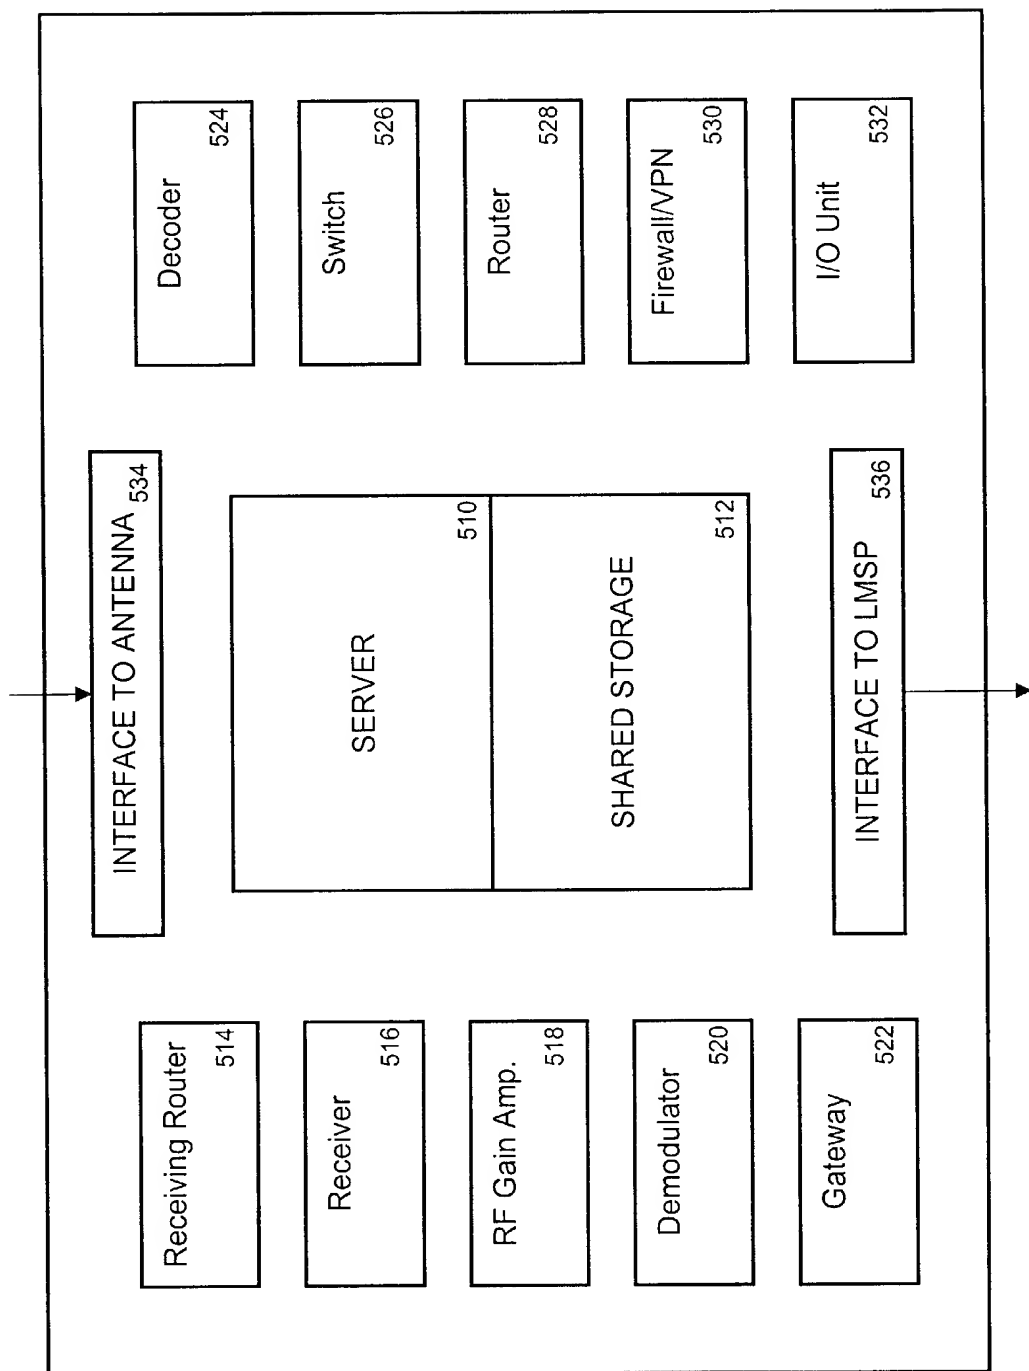 INTERFACE TO ANTENNA
534
Receiving Router
514
Receiver
516
RF Gain Amp.
518
Demodulator
520
Gateway
522
SERVER
510
SHARED STORAGE
512
Decoder
524
Switch
526
Router
528
Firewall/VPN
530
I/O Unit
532
INTERFACE TO LMSP
536